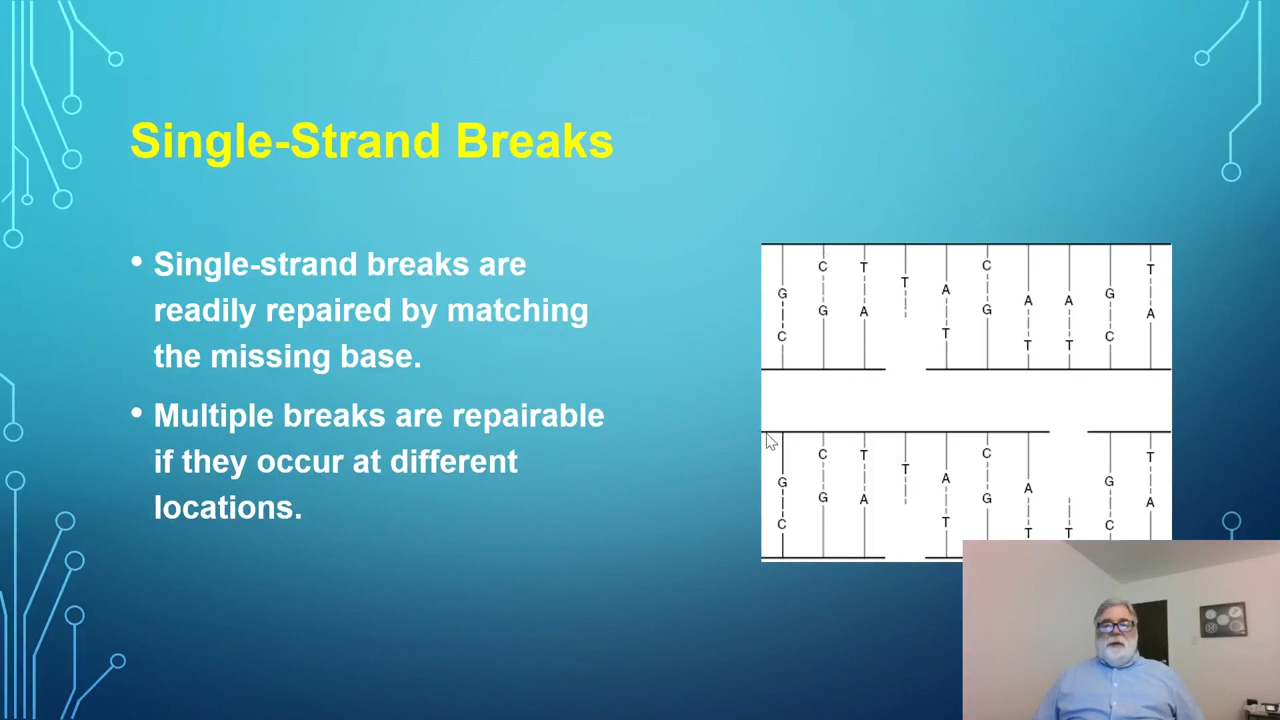 Single-Strand Breaks
• Single-strand breaks are
readily repaired by matching
the missing base.
• Multiple breaks are repairable
if they occur at different
locations.
G C T T A C A A G T
C G A T G T T C A
G C T T A C A G T
C G A T G T T C A